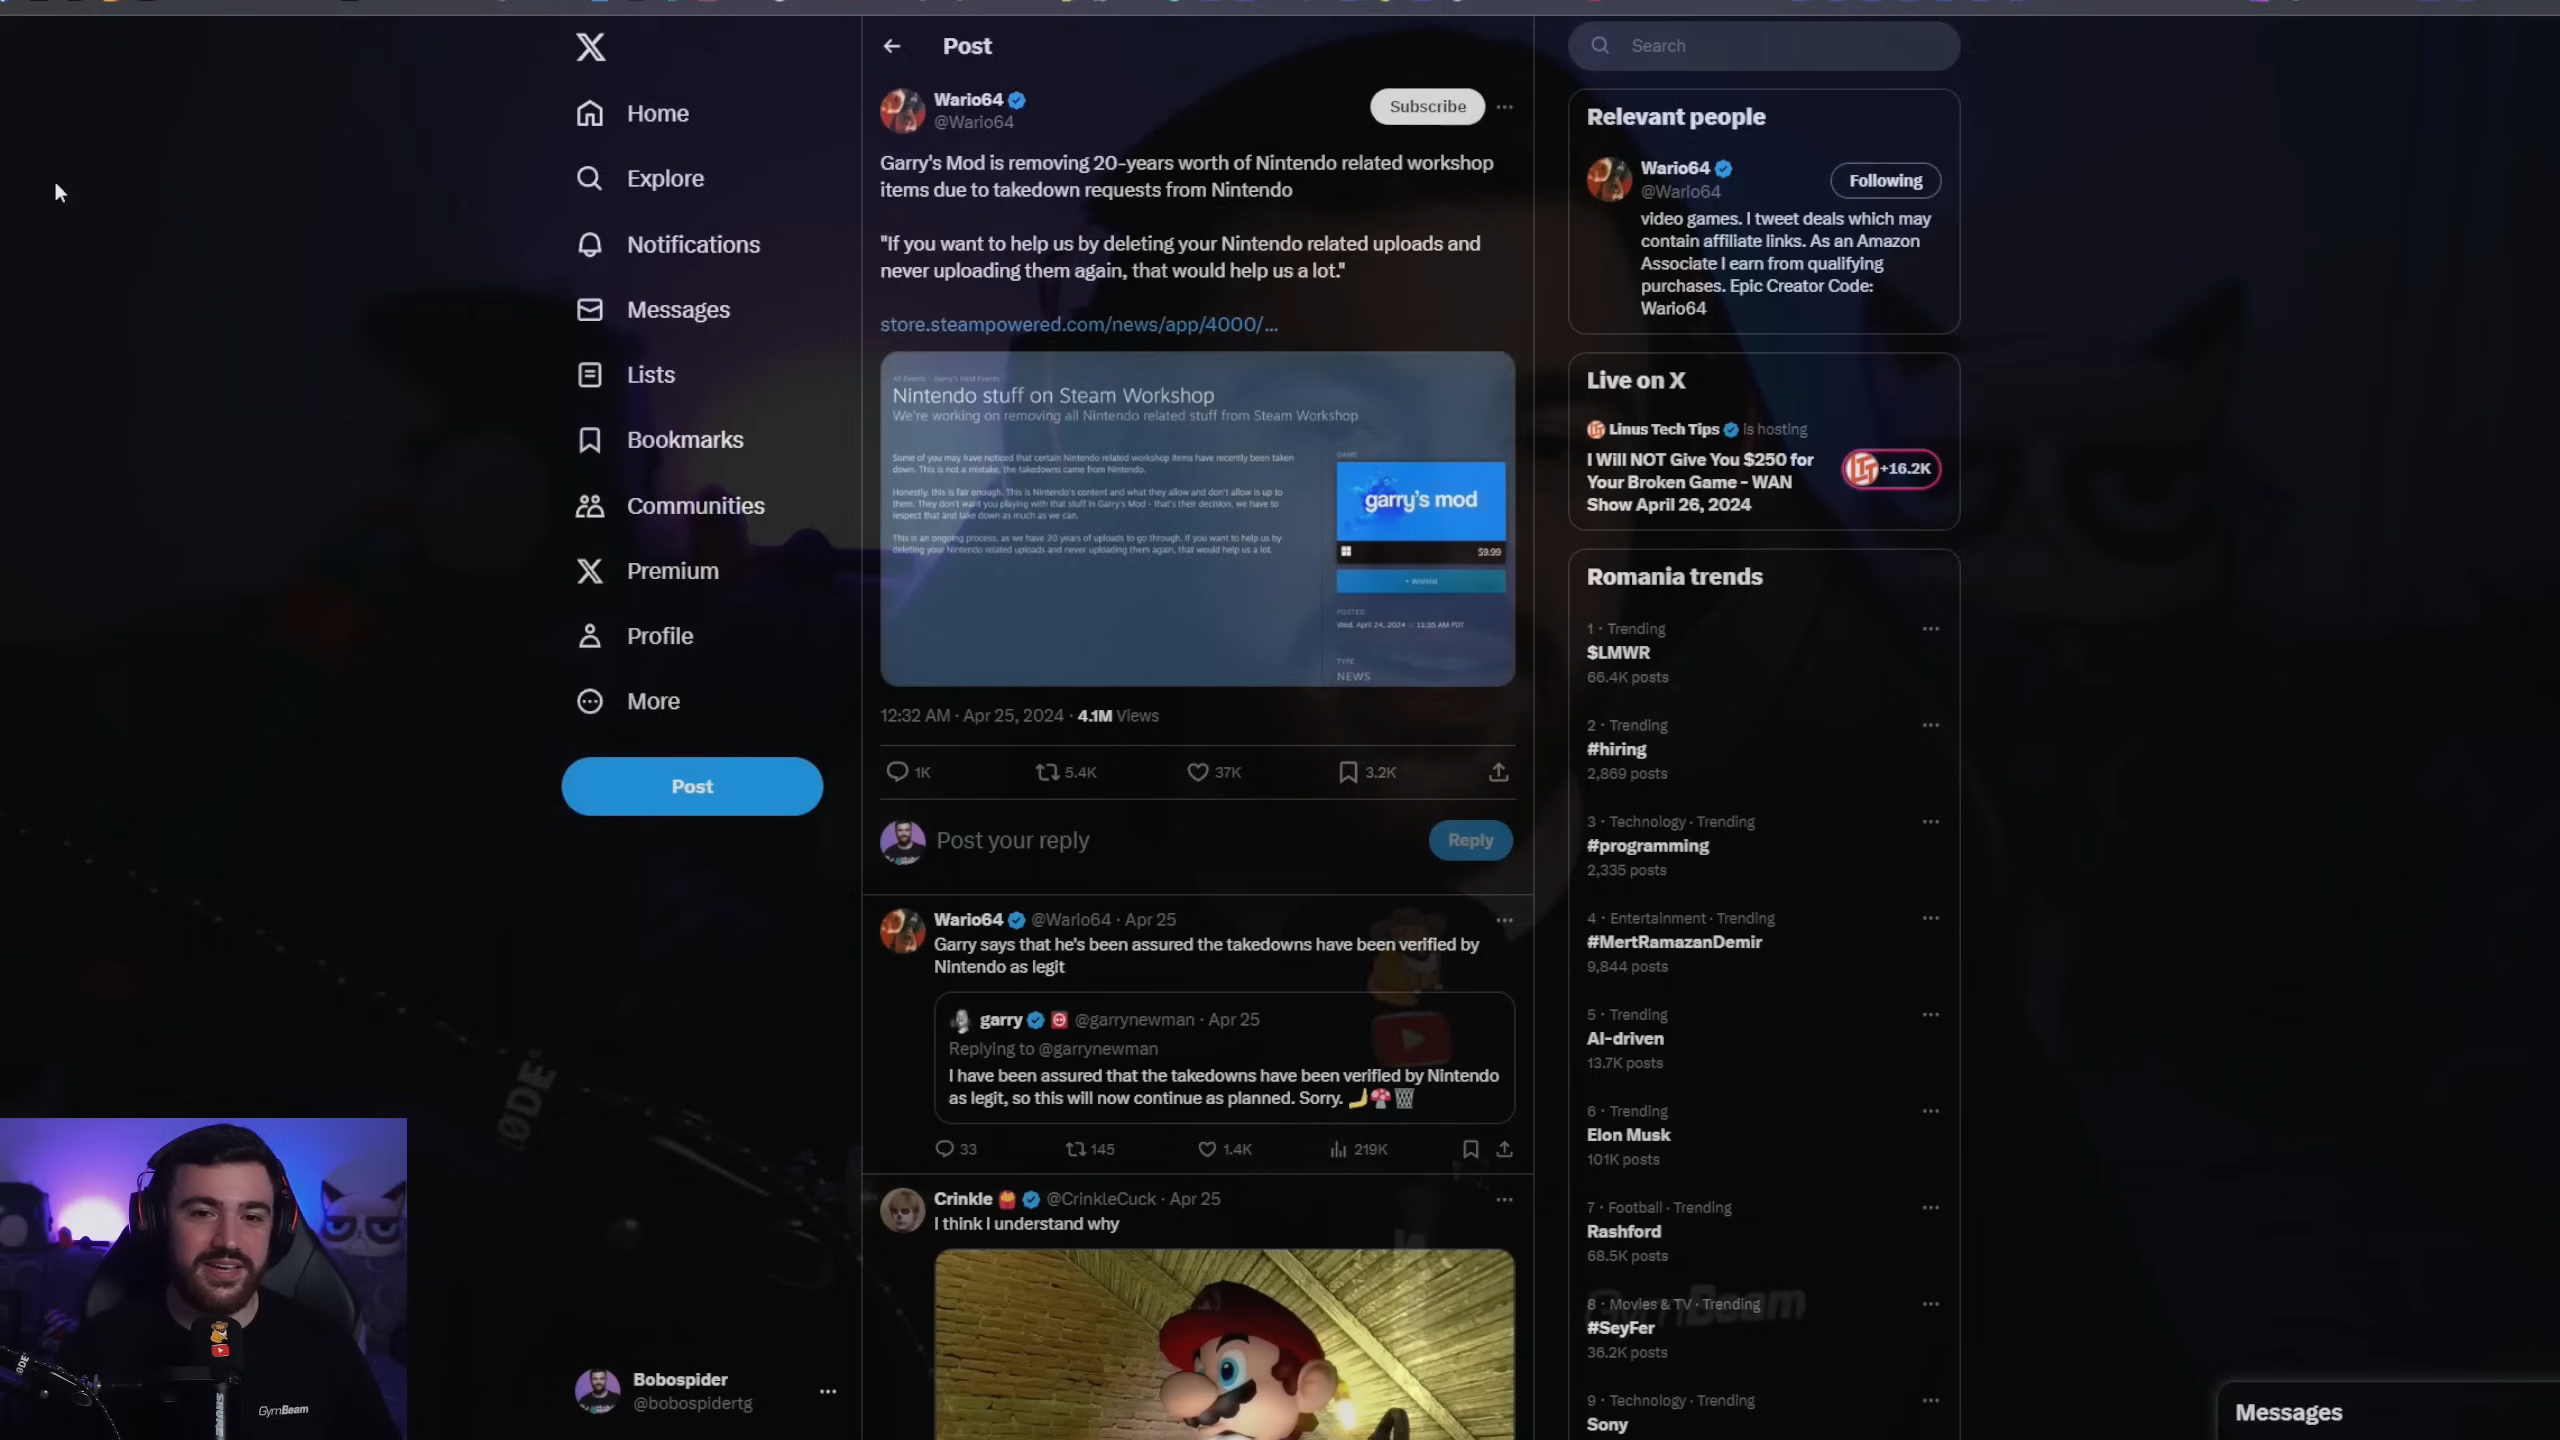 Home
Explore
Notifications
Messages
Lists
Bookmarks
Communities
Premium
Profile
More
Post
Bobospider
@bobospidertg
Post
Wario64
@Wario64
Subscribe
Garry's Mod is removing 20-years worth of Nintendo related workshop
items due to takedown requests from Nintendo
"If you want to help us by deleting your Nintendo related uploads and
never uploading them again, that would help us a lot."
store.steampowered.com/news/app/4000/...
All Events · Garry's Mod Events
Nintendo stuff on Steam Workshop
We're working on removing all Nintendo related stuff from Steam Workshop
Some of you may have noticed that certain Nintendo related workshop items have recently been taken
down. This is not a mistake, the takedowns came from Nintendo.
Honestly, this is fair enough. This is Nintendo's content and what they allow and don't allow is up to
them. They don't want you playing with that stuff in Garry's Mod - that's their decision, we have to
respect that and take down as much as we can.
This is an ongoing process, as we have 20 years of uploads to go through. If you want to help us by
deleting your Nintendo related uploads and never uploading them again, that would help us a lot.
GAME
garry's mod
$9.99
+ Wishlist
POSTED
Wed, April 24, 2024 @ 11:35 AM PDT
TYPE
NEWS
12:32 AM · Apr 25, 2024 · 4.1M Views
1K 5.4K 37K 3.2K
Post your reply
Reply
Wario64 @Wario64 · Apr 25
Garry says that he's been assured the takedowns have been verified by
Nintendo as legit
garry @garrynewman · Apr 25
Replying to @garrynewman
I have been assured that the takedowns have been verified by Nintendo
as legit, so this will now continue as planned. Sorry. 🤳🍄🗑
33 145 1.4K 219K
Crinkle 🍟 @CrinkleCuck · Apr 25
I think I understand why
Search
Relevant people
Wario64
@Wario64
Following
video games. I tweet deals which may
contain affiliate links. As an Amazon
Associate I earn from qualifying
purchases. Epic Creator Code:
Wario64
Live on X
Linus Tech Tips is hosting
I Will NOT Give You $250 for
Your Broken Game - WAN
Show April 26, 2024
+16.2K
Romania trends
1 · Trending
$LMWR
66.4K posts
2 · Trending
#hiring
2,869 posts
3 · Technology · Trending
#programming
2,335 posts
4 · Entertainment · Trending
#MertRamazanDemir
9,844 posts
5 · Trending
AI-driven
13.7K posts
6 · Trending
Elon Musk
101K posts
7 · Football · Trending
Rashford
68.5K posts
8 · Movies & TV · Trending
#SeyFer
36.2K posts
9 · Technology · Trending
Sony
Messages
GymBeam
GymBeam
RØDE
SHURE